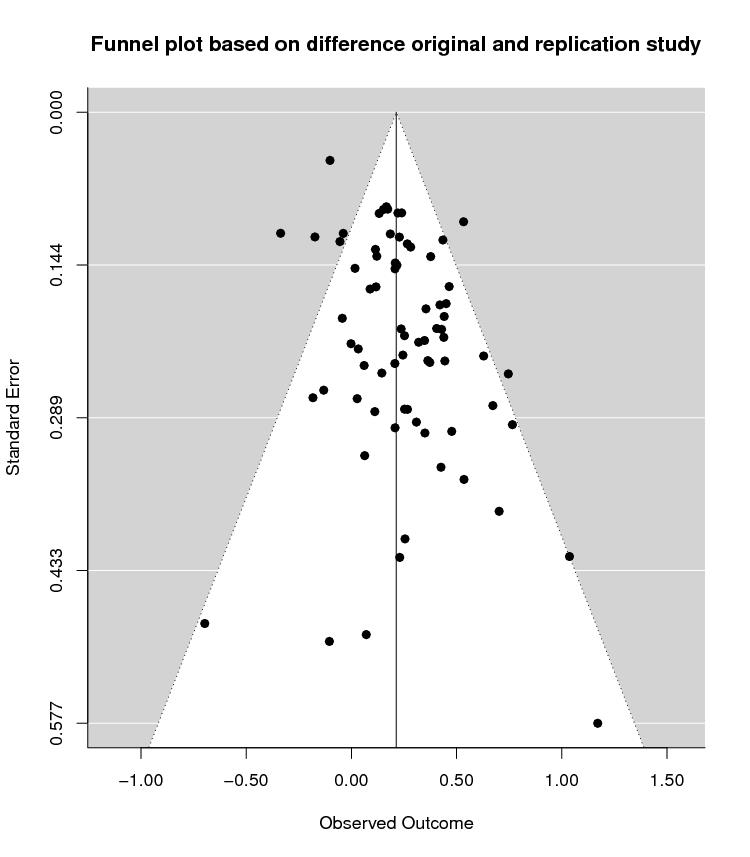 Funnel plot based on difference original and replication study
Standard Error
0.000
0.144
0.289
0.433
0.577
−1.00 −0.50 0.00 0.50 1.00 1.50
Observed Outcome